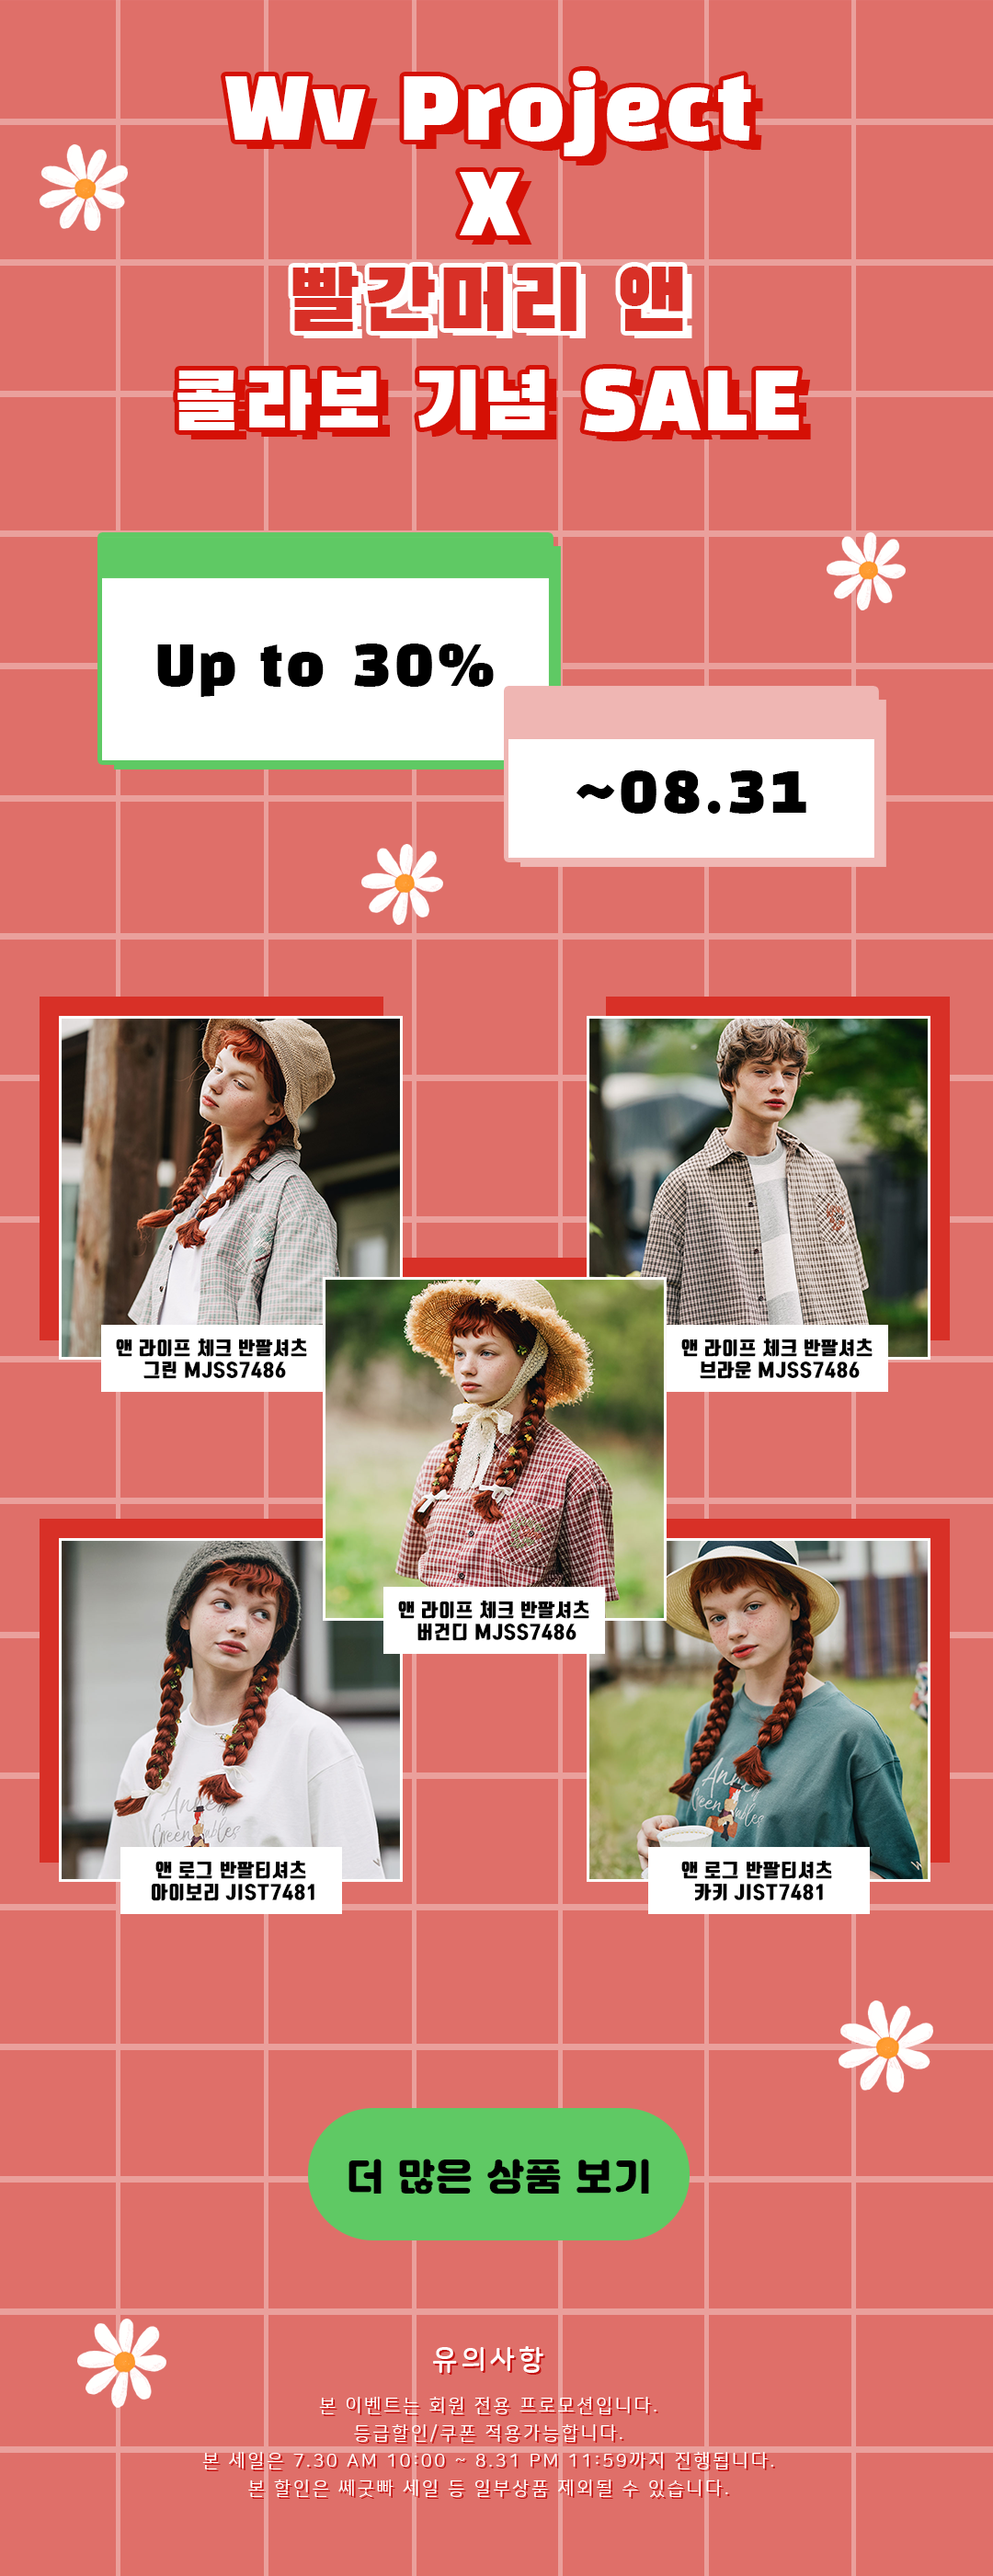 Wv Project
X
빨간머리 앤
콜라보 기념 SALE
Up to 30%
~08.31
앤 라이프 체크 반팔셔츠
그린 MJSS7486
앤 라이프 체크 반팔셔츠
브라운 MJSS7486
앤 라이프 체크 반팔셔츠
버건디 MJSS7486
Anne
Green Gables
앤 로그 반팔티셔츠
아이보리 JIST7481
Anne
Green Gables
앤 로그 반팔티셔츠
카키 JIST7481
더 많은 상품 보기
유의사항
본 이벤트는 회원 전용 프로모션입니다.
등급할인/쿠폰 적용가능합니다.
본 세일은 7.30 AM 10:00 ~ 8.31 PM 11:59까지 진행됩니다.
본 할인은 쎄굿빠 세일 등 일부상품 제외될 수 있습니다.